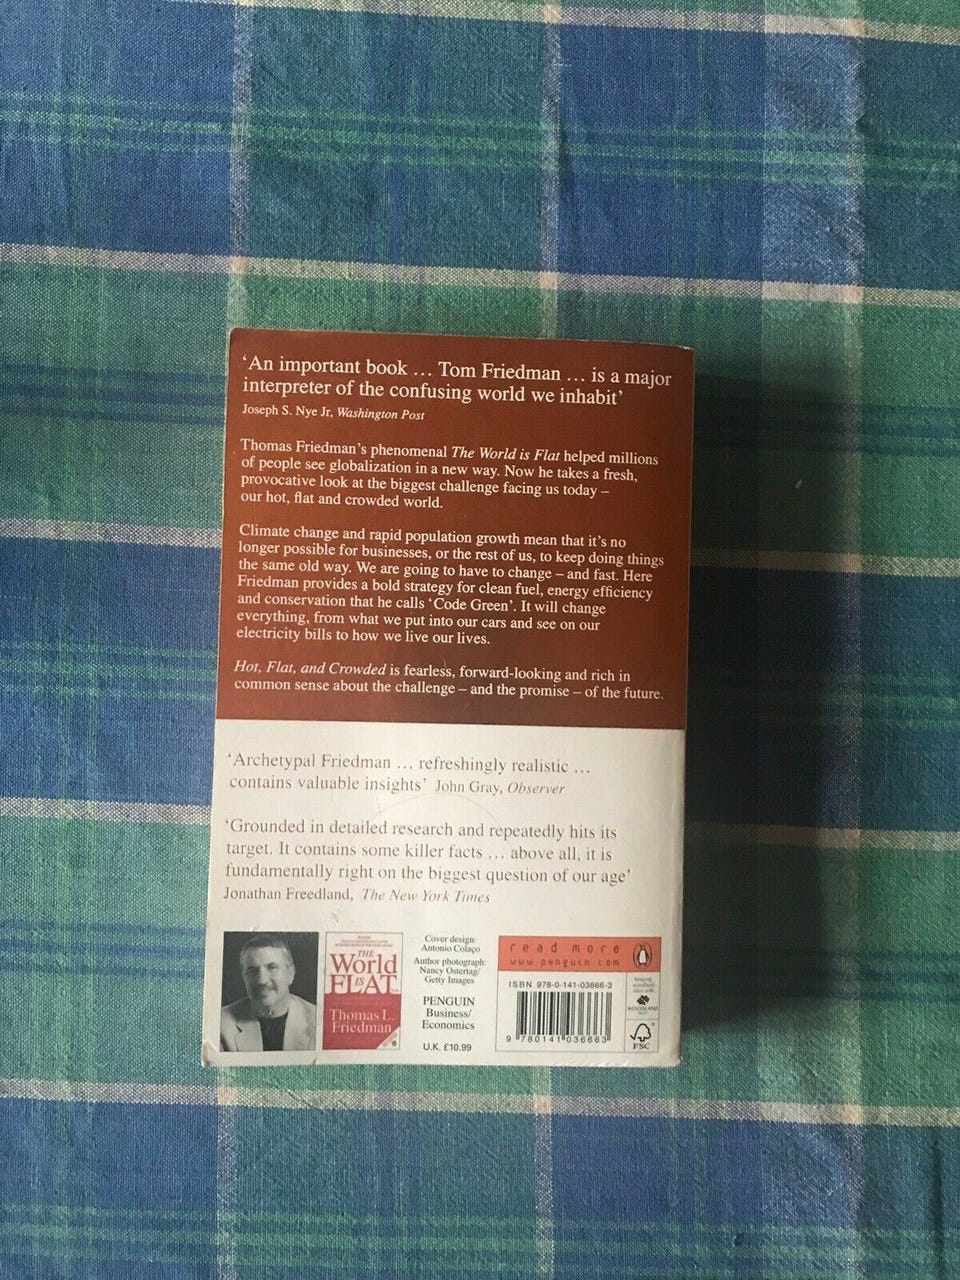 ‘An important book … Tom Friedman … is a major
interpreter of the confusing world we inhabit’
Joseph S. Nye Jr, Washington Post
Thomas Friedman’s phenomenal The World is Flat helped millions
of people see globalization in a new way. Now he takes a fresh,
provocative look at the biggest challenge facing us today –
our hot, flat and crowded world.
Climate change and rapid population growth mean that it’s no
longer possible for businesses, or the rest of us, to keep doing things
the same old way. We are going to have to change – and fast. Here
Friedman provides a bold strategy for clean fuel, energy efficiency
and conservation that he calls ‘Code Green’. It will change
everything, from what we put into our cars and see on our
electricity bills to how we live our lives.
Hot, Flat, and Crowded is fearless, forward-looking and rich in
common sense about the challenge – and the promise – of the future.
‘Archetypal Friedman … refreshingly realistic …
contains valuable insights’ John Gray, Observer
‘Grounded in detailed research and repeatedly hits its
target. It contains some killer facts … above all, it is
fundamentally right on the biggest question of our age’
Jonathan Freedland, The New York Times
THE
World
IS
FLAT
Thomas L.
Friedman
Cover design:
Antonio Colaço
Author photograph:
Nancy Ostertag/
Getty Images
PENGUIN
Business/
Economics
U.K. £10.99
read more
www.penguin.com
ISBN 978-0-141-03666-3
9 780141 036663
WOODLAND
FSC